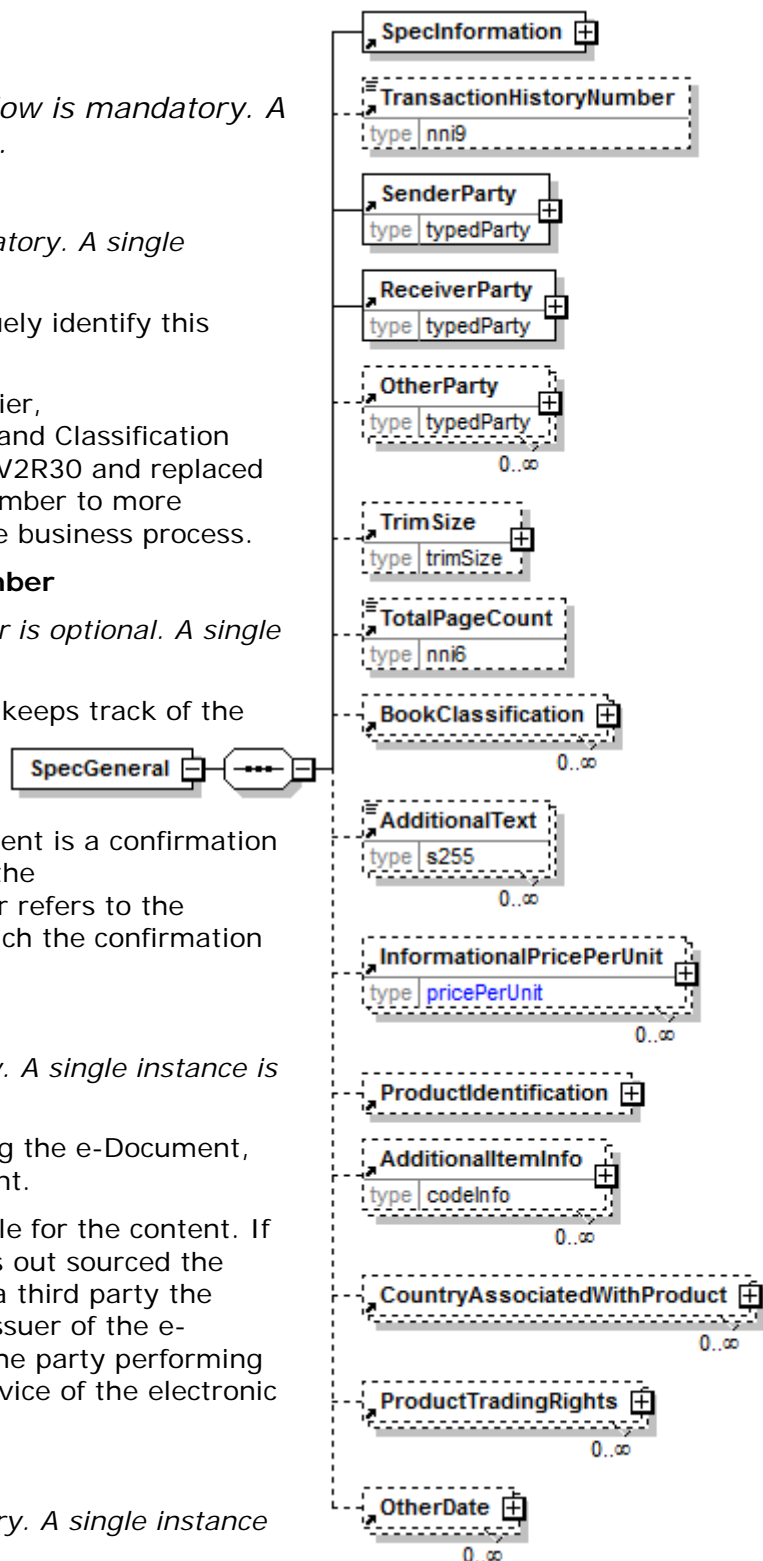 low is mandatory. A
.
atory. A single
uely identify this
ier,
and Classification
V2R30 and replaced
mber to more
e business process.
nber
r is optional. A single
keeps track of the
ent is a confirmation
the
r refers to the
ch the confirmation
y. A single instance is
g the e-Document,
nt.
le for the content. If
s out sourced the
a third party the
ssuer of the e-
he party performing
vice of the electronic
ry. A single instance
SpecGeneral
SpecInformation
TransactionHistoryNumber
type nni9
SenderParty
type typedParty
ReceiverParty
type typedParty
OtherParty
type typedParty
0..∞
TrimSize
type trimSize
TotalPageCount
type nni6
BookClassification
0..∞
AdditionalText
type s255
0..∞
InformationalPricePerUnit
type pricePerUnit
0..∞
ProductIdentification
AdditionalItemInfo
type codeInfo
0..∞
CountryAssociatedWithProduct
0..∞
ProductTradingRights
0..∞
OtherDate
0..∞